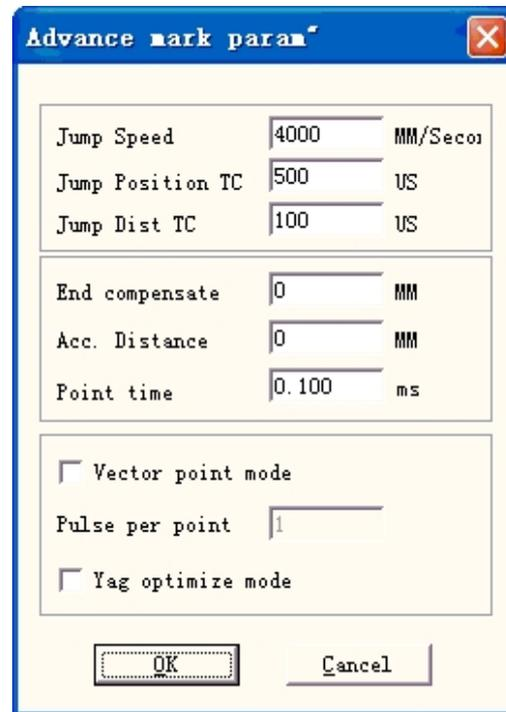 Advance mark param
Jump Speed 4000 MM/Secon
Jump Position TC 500 US
Jump Dist TC 100 US
End compensate 0 MM
Acc. Distance 0 MM
Point time 0.100 ms
Vector point mode
Pulse per point 1
Yag optimize mode
OK Cancel